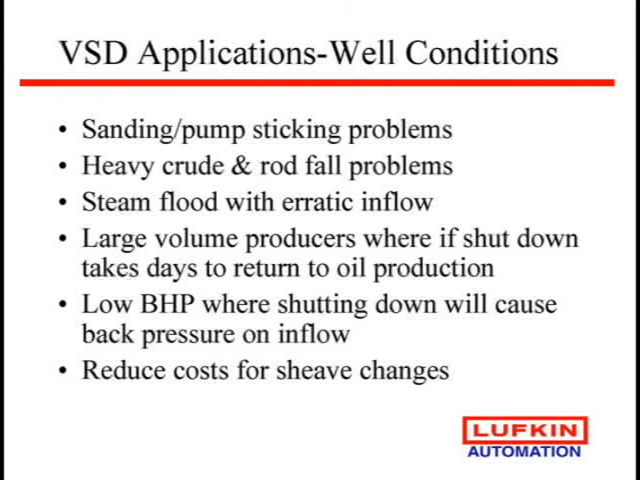 VSD Applications-Well Conditions
• Sanding/pump sticking problems
• Heavy crude & rod fall problems
• Steam flood with erratic inflow
• Large volume producers where if shut down
takes days to return to oil production
• Low BHP where shutting down will cause
back pressure on inflow
• Reduce costs for sheave changes
LUFKIN
AUTOMATION